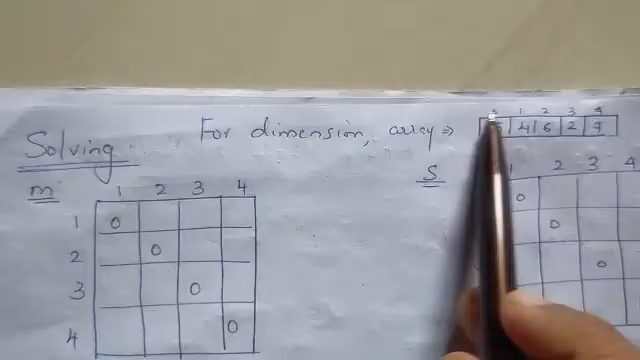 Solving
For dimension, array ⇒
1 2 3 4
4 6 2 7
m
1 2 3 4
1 0
2 0
3 0
4 0
S
1 2 3 4
0
0
0